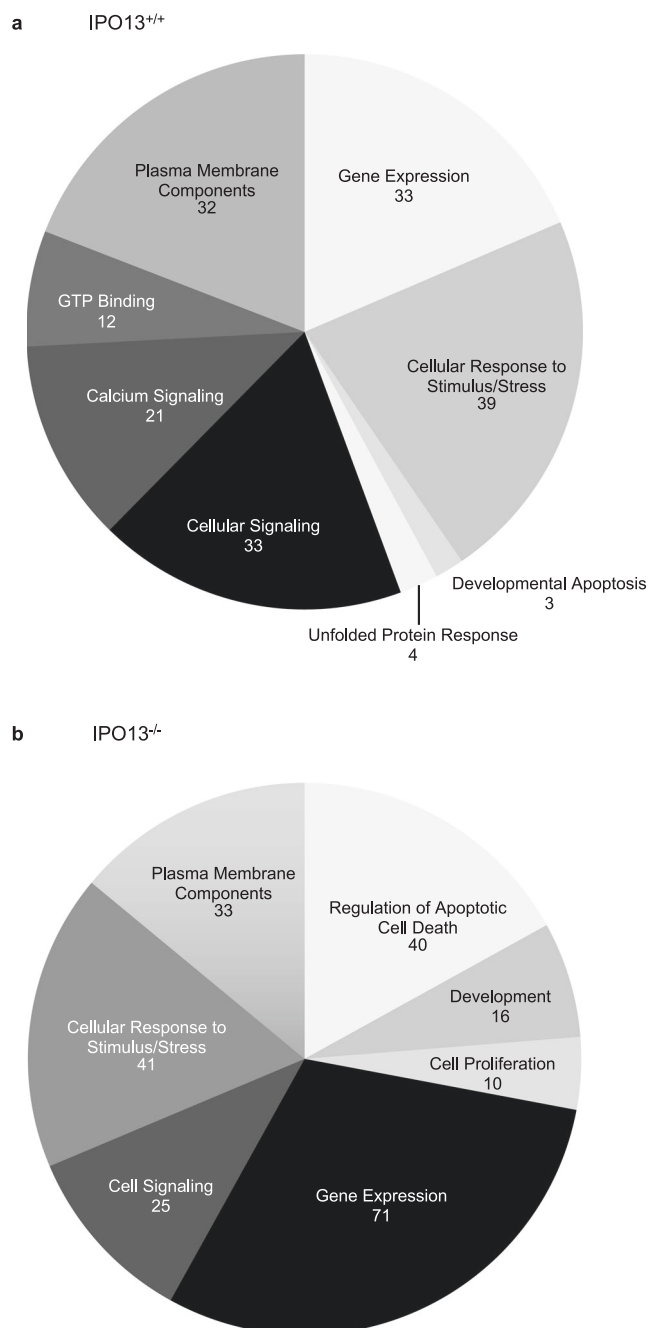 a IPO13+/+
Plasma Membrane
Components
32
Gene Expression
33
GTP Binding
12
Cellular Response to
Stimulus/Stress
39
Calcium Signaling
21
Cellular Signaling
33
Developmental Apoptosis
3
Unfolded Protein Response
4
b IPO13-/-
Plasma Membrane
Components
33
Regulation of Apoptotic
Cell Death
40
Development
16
Cellular Response to
Stimulus/Stress
41
Cell Proliferation
10
Cell Signaling
25
Gene Expression
71